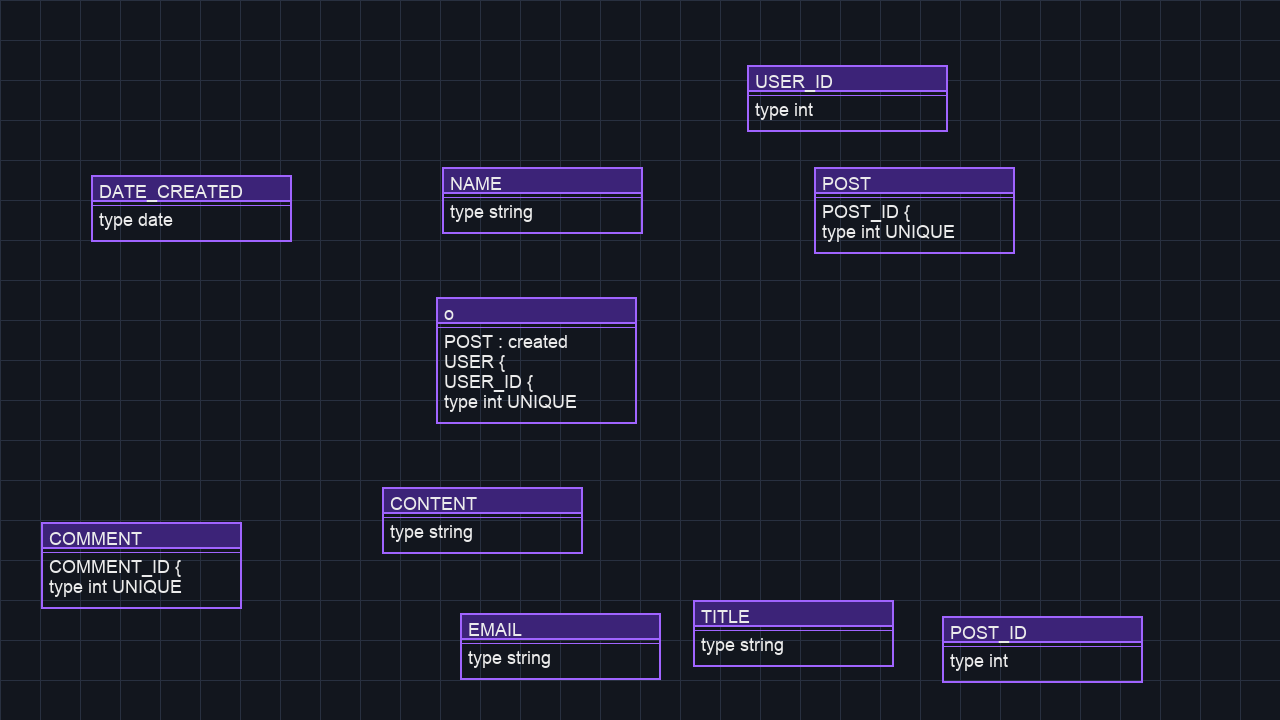 USER_ID
type int
DATE_CREATED
type date
NAME
type string
POST
POST_ID {
type int UNIQUE
o
POST : created
USER {
USER_ID {
type int UNIQUE
CONTENT
type string
COMMENT
COMMENT_ID {
type int UNIQUE
EMAIL
type string
TITLE
type string
POST_ID
type int